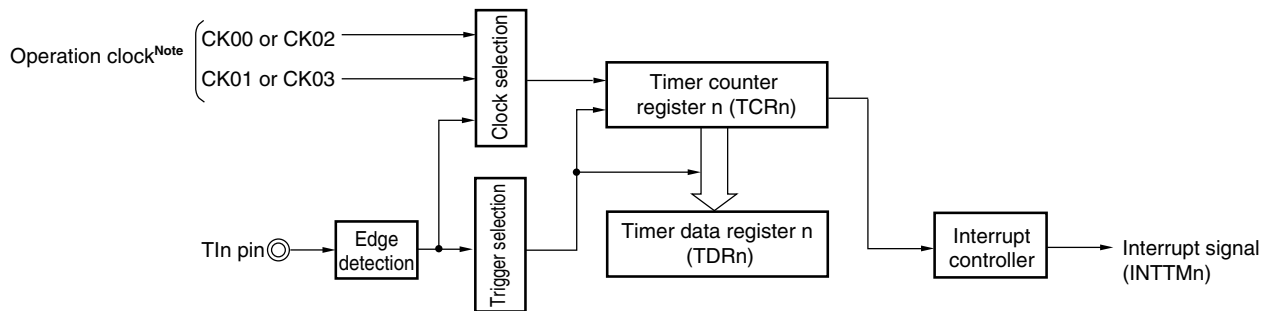 Operation clockNote
CK00 or CK02
CK01 or CK03
Clock selection
Timer counter
register n (TCRn)
TIn pin
Edge
detection
Trigger selection
Timer data register n
(TDRn)
Interrupt
controller
Interrupt signal
(INTTMn)